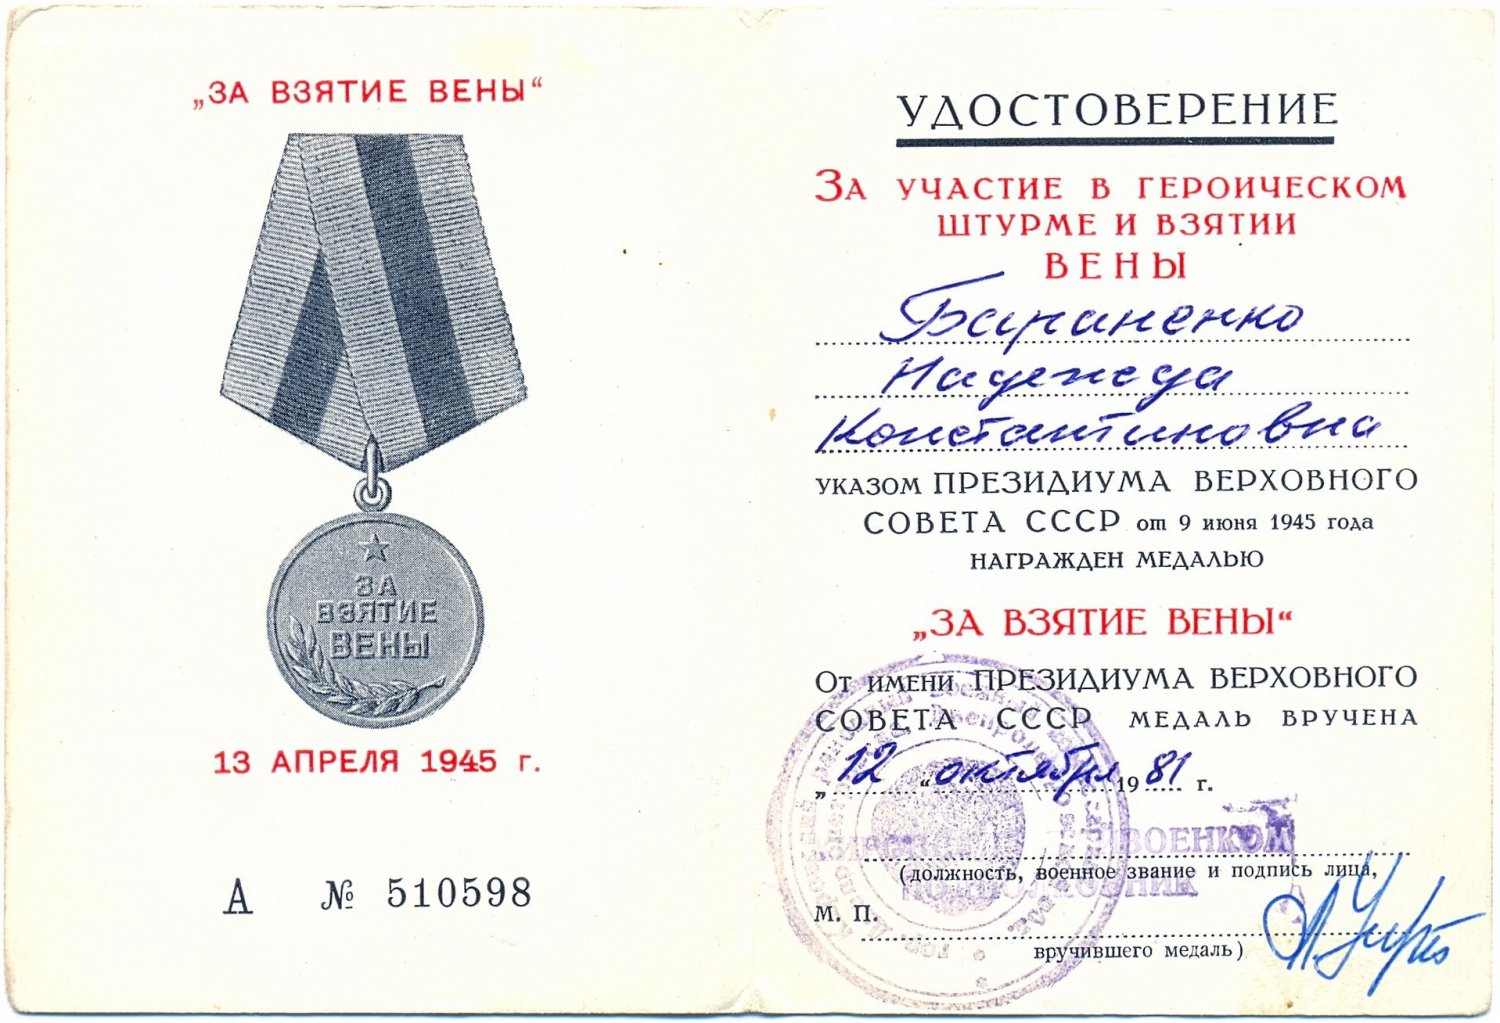 „ЗА ВЗЯТИЕ ВЕНЫ“
ЗА
ВЗЯТИЕ
ВЕНЫ
13 АПРЕЛЯ 1945 г.
А № 510598
УДОСТОВЕРЕНИЕ
ЗА УЧАСТИЕ В ГЕРОИЧЕСКОМ
ШТУРМЕ И ВЗЯТИИ
ВЕНЫ
Бараненко
Надежда
Константиновна
УКАЗОМ ПРЕЗИДИУМА ВЕРХОВНОГО
СОВЕТА СССР от 9 июня 1945 года
НАГРАЖДЕН МЕДАЛЬЮ
„ЗА ВЗЯТИЕ ВЕНЫ“
ОТ ИМЕНИ ПРЕЗИДИУМА ВЕРХОВНОГО
СОВЕТА СССР МЕДАЛЬ ВРУЧЕНА
„12“ октября 1981 г.
ВОЕНКОМ
(должность, военное звание и подпись лица,
ПОДПОЛКОВНИК
М. П.
вручившего медаль)